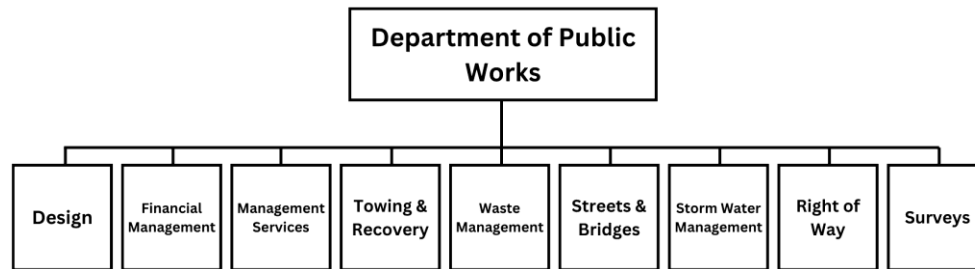 Department of Public
Works
Design
Financial
Management
Management
Services
Towing &
Recovery
Waste
Management
Streets &
Bridges
Storm Water
Management
Right of
Way
Surveys